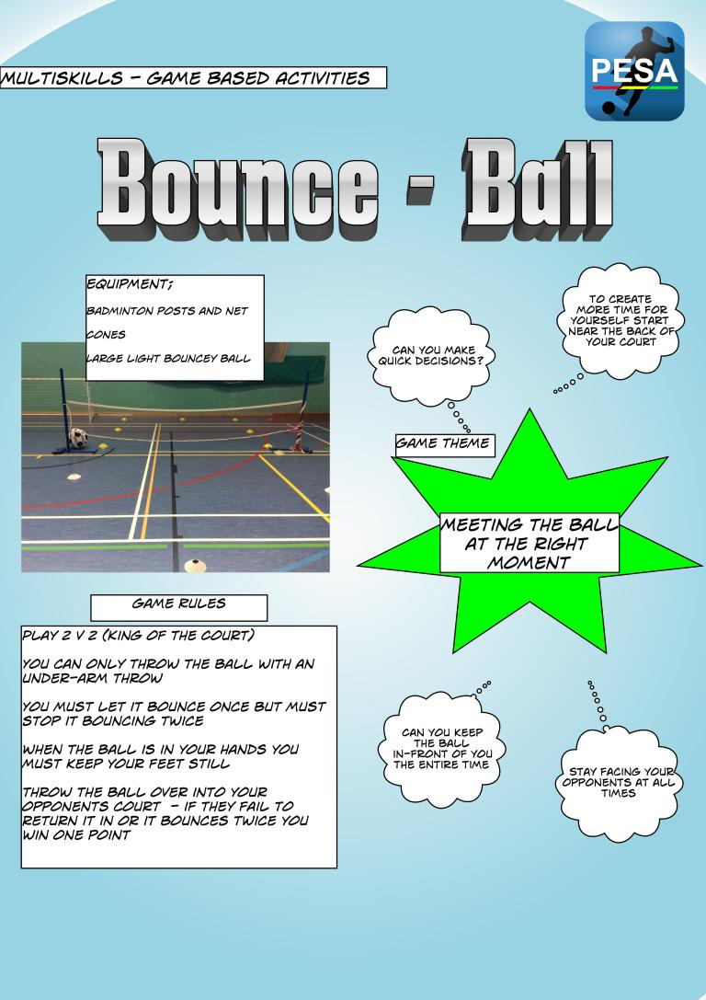 MULTISKILLS - GAME BASED ACTIVITIES
PESA
Bounce - Ball
EQUIPMENT;
BADMINTON POSTS AND NET
CONES
LARGE LIGHT BOUNCEY BALL
CAN YOU MAKE
QUICK DECISIONS?
TO CREATE
MORE TIME FOR
YOURSELF START
NEAR THE BACK OF
YOUR COURT
GAME THEME
MEETING THE BALL
AT THE RIGHT
MOMENT
GAME RULES
PLAY 2 V 2 (KING OF THE COURT)
YOU CAN ONLY THROW THE BALL WITH AN
UNDER-ARM THROW
YOU MUST LET IT BOUNCE ONCE BUT MUST
STOP IT BOUNCING TWICE
WHEN THE BALL IS IN YOUR HANDS YOU
MUST KEEP YOUR FEET STILL
THROW THE BALL OVER INTO YOUR
OPPONENTS COURT - IF THEY FAIL TO
RETURN IT IN OR IT BOUNCES TWICE YOU
WIN ONE POINT
CAN YOU KEEP
THE BALL
IN-FRONT OF YOU
THE ENTIRE TIME
STAY FACING YOUR
OPPONENTS AT ALL
TIMES